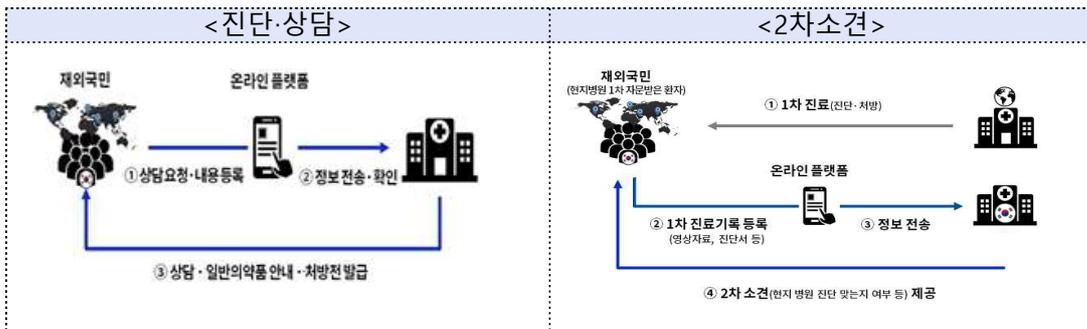 <진단·상담>
재외국민
온라인 플랫폼
① 상담요청·내용등록
② 정보 전송·확인
③ 상담·일반의약품 안내··처방전 발급
<2차소견>
재외국민
(현지병원 1차 자문받은 환자)
① 1차 진료(진단·처방)
온라인 플랫폼
② 1차 진료기록 등록
(영상자료, 진단서 등)
③ 정보 전송
④ 2차 소견(현지 병원 진단 맞는지 여부 등) 제공